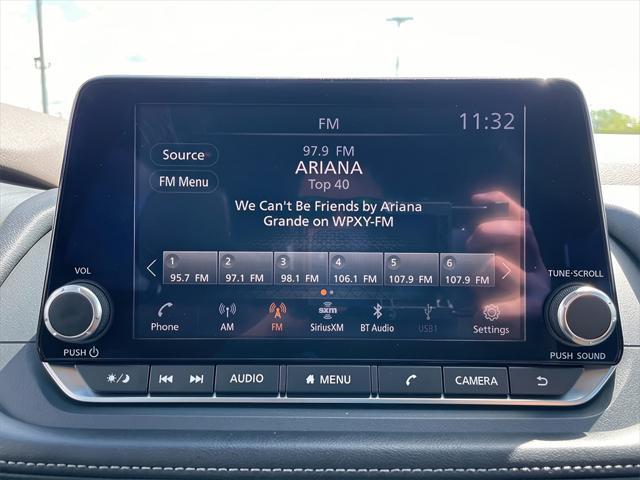 FM
11:32
Source
97.9 FM
ARIANA
FM Menu
Top 40
We Can't Be Friends by Ariana
Grande on WPXY-FM
1 2 3 4 5 6
95.7 FM 97.1 FM 98.1 FM 106.1 FM 107.9 FM 107.9 FM
VOL
TUNE·SCROLL
sxm
Phone AM FM SiriusXM BT Audio USB1 Settings
PUSH
PUSH SOUND
AUDIO MENU CAMERA